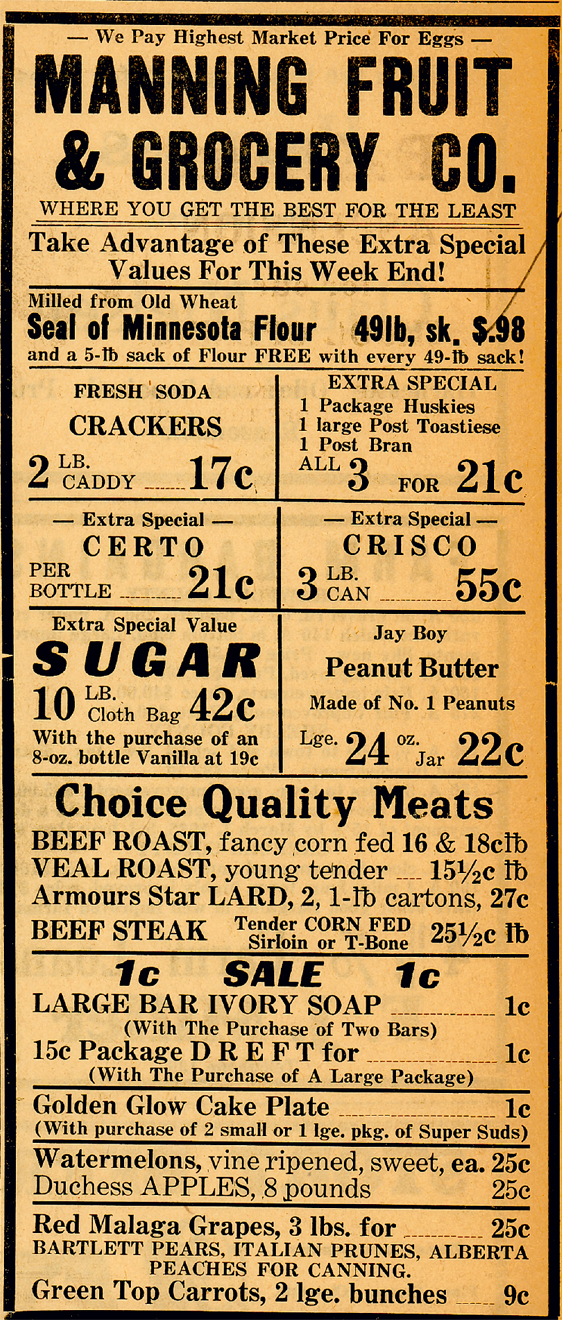 — We Pay Highest Market Price For Eggs —
MANNING FRUIT
& GROCERY CO.
WHERE YOU GET THE BEST FOR THE LEAST
Take Advantage of These Extra Special
Values For This Week End!
Milled from Old Wheat
Seal of Minnesota Flour 49lb, sk. $.98
and a 5-lb sack of Flour FREE with every 49-lb sack!
FRESH SODA
CRACKERS
2 LB. CADDY ...... 17c
EXTRA SPECIAL
1 Package Huskies
1 large Post Toastiese
1 Post Bran
ALL 3 FOR 21c
— Extra Special —
CERTO
PER BOTTLE ...... 21c
— Extra Special —
CRISCO
3 LB. CAN ...... 55c
Extra Special Value
SUGAR
10 LB. Cloth Bag 42c
With the purchase of an
8-oz. bottle Vanilla at 19c
Jay Boy
Peanut Butter
Made of No. 1 Peanuts
Lge. 24 oz. Jar 22c
Choice Quality Meats
BEEF ROAST, fancy corn fed 16 & 18c lb
VEAL ROAST, young tender .... 15½c lb
Armours Star LARD, 2, 1-lb cartons, 27c
BEEF STEAK Tender CORN FED Sirloin or T-Bone 25½c lb
1c SALE 1c
LARGE BAR IVORY SOAP ...... 1c
(With The Purchase of Two Bars)
15c Package DREFT for ...... 1c
(With The Purchase of A Large Package)
Golden Glow Cake Plate ...... 1c
(With purchase of 2 small or 1 lge. pkg. of Super Suds)
Watermelons, vine ripened, sweet, ea. 25c
Duchess APPLES, 8 pounds 25c
Red Malaga Grapes, 3 lbs. for ...... 25c
BARTLETT PEARS, ITALIAN PRUNES, ALBERTA
PEACHES FOR CANNING.
Green Top Carrots, 2 lge. bunches .... 9c